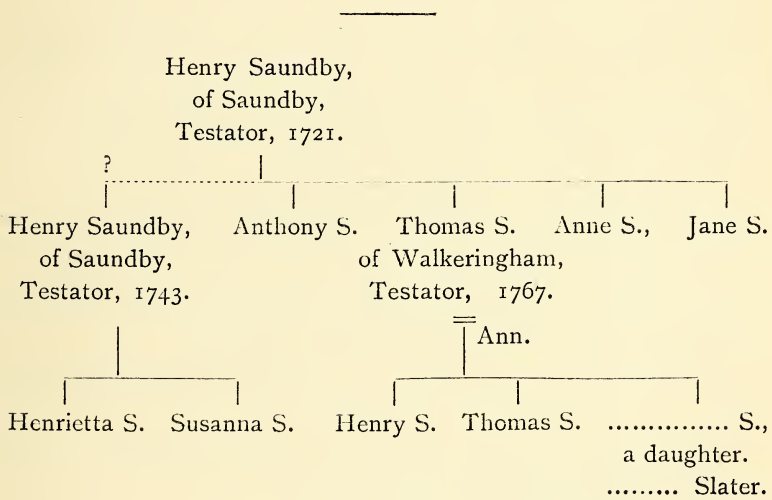 Henry Saundby,
of Saundby,
Testator, 1721.
?
Henry Saundby, Anthony S. Thomas S. Anne S., Jane S.
of Saundby, of Walkeringham,
Testator, 1743. Testator, 1767.
Ann.
Henrietta S. Susanna S. Henry S. Thomas S. ............... S.,
a daughter.
......... Slater.